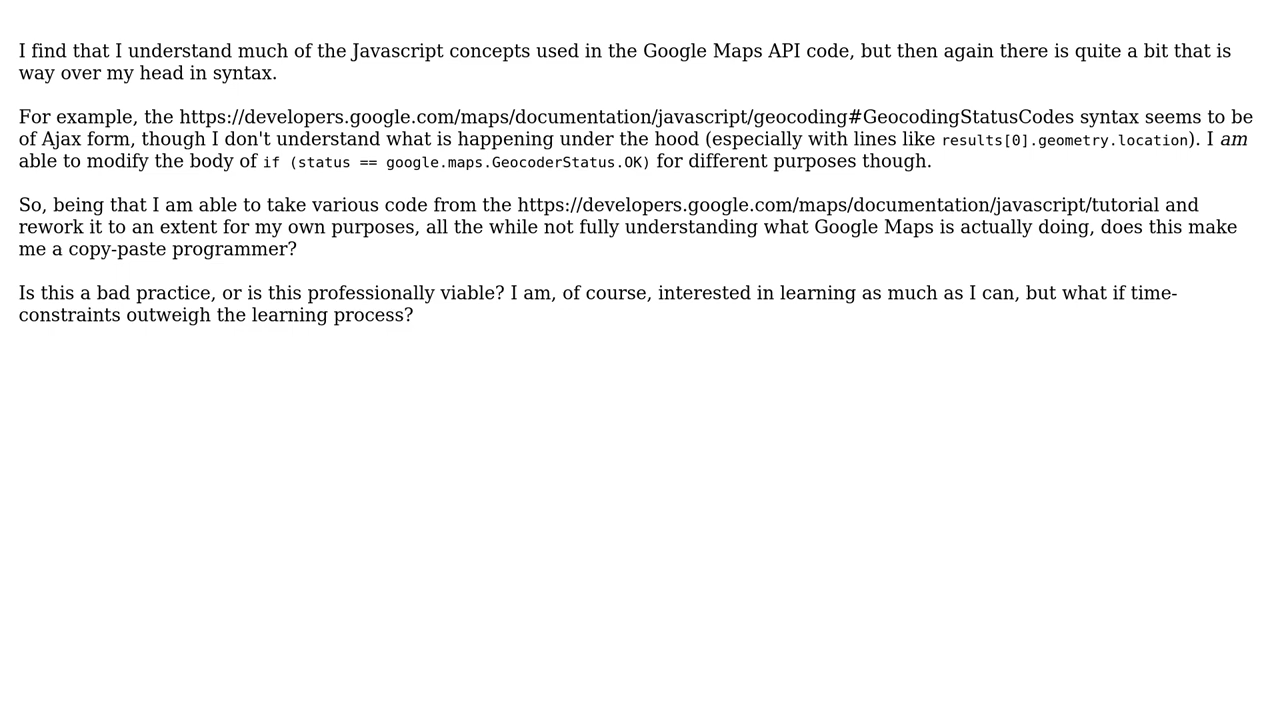 I find that I understand much of the Javascript concepts used in the Google Maps API code, but then again there is quite a bit that is
way over my head in syntax.
For example, the https://developers.google.com/maps/documentation/javascript/geocoding#GeocodingStatusCodes syntax seems to be
of Ajax form, though I don't understand what is happening under the hood (especially with lines like results[0].geometry.location). I am
able to modify the body of if (status == google.maps.GeocoderStatus.OK) for different purposes though.
So, being that I am able to take various code from the https://developers.google.com/maps/documentation/javascript/tutorial and
rework it to an extent for my own purposes, all the while not fully understanding what Google Maps is actually doing, does this make
me a copy-paste programmer?
Is this a bad practice, or is this professionally viable? I am, of course, interested in learning as much as I can, but what if time-
constraints outweigh the learning process?